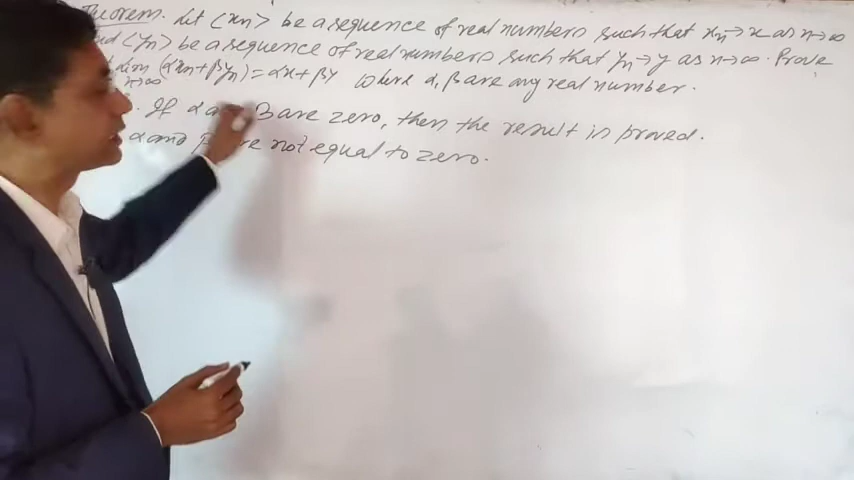 Theorem. Let <xn> be a sequence of real numbers such that xn→x as n→∞
<yn> be a sequence of real numbers such that yn→y as n→∞. Prove
lim n→∞ (αxn+βyn) = αx+βy where α, β are any real number.
If α β are zero, then the result is proved.
α and β are not equal to zero.